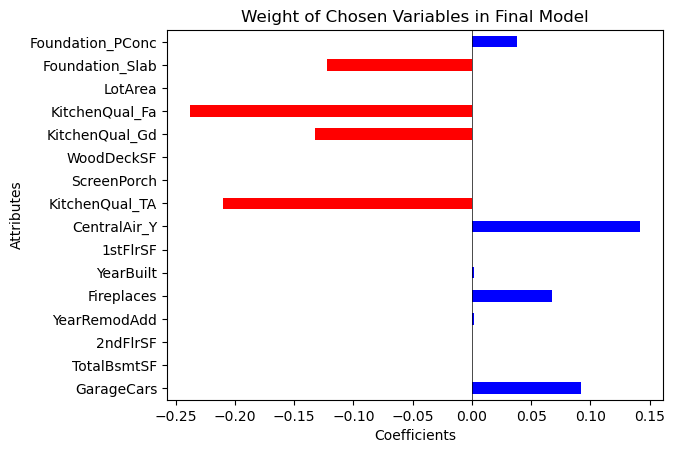 Weight of Chosen Variables in Final Model
Foundation_PConc
Foundation_Slab
LotArea
KitchenQual_Fa
KitchenQual_Gd
WoodDeckSF
ScreenPorch
KitchenQual_TA
CentralAir_Y
1stFlrSF
YearBuilt
Fireplaces
YearRemodAdd
2ndFlrSF
TotalBsmtSF
GarageCars
Attributes
−0.25 −0.20 −0.15 −0.10 −0.05 0.00 0.05 0.10 0.15
Coefficients